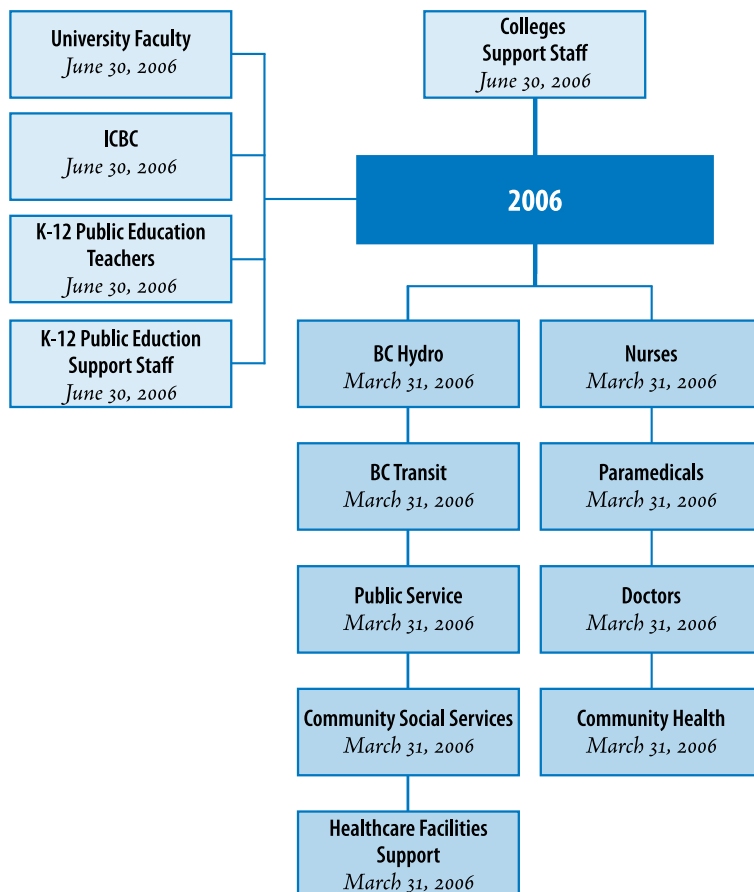 University Faculty
June 30, 2006
Colleges
Support Staff
June 30, 2006
ICBC
June 30, 2006
2006
K-12 Public Education
Teachers
June 30, 2006
K-12 Public Eduction
Support Staff
June 30, 2006
BC Hydro
March 31, 2006
Nurses
March 31, 2006
BC Transit
March 31, 2006
Paramedicals
March 31, 2006
Public Service
March 31, 2006
Doctors
March 31, 2006
Community Social Services
March 31, 2006
Community Health
March 31, 2006
Healthcare Facilities
Support
March 31, 2006